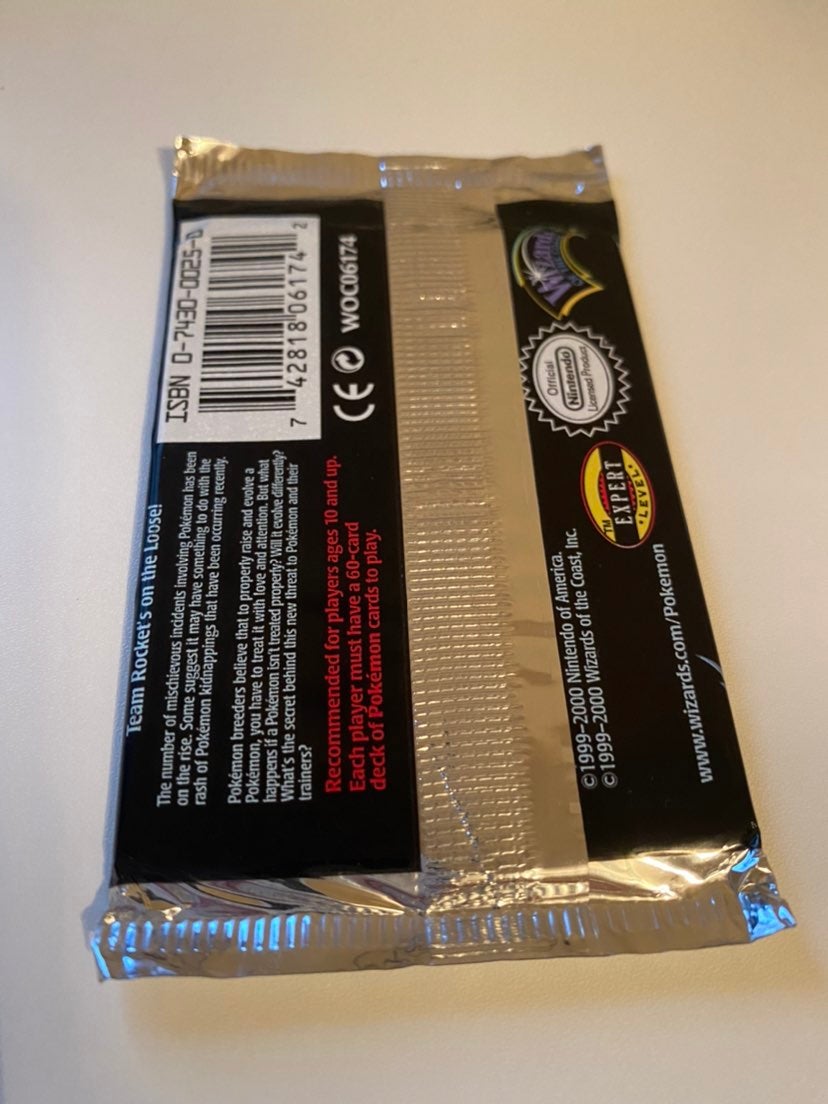 Team Rocket's on the Loose!
The number of mischievous incidents involving Pokémon has been
on the rise. Some suggest it may have something to do with the
rash of Pokémon kidnappings that have been occurring recently.
Pokémon breeders believe that to properly raise and evolve a
Pokémon, you have to treat it with love and attention. But what
happens if a Pokémon isn't treated properly? Will it evolve differently?
What's the secret behind this new threat to Pokémon and their
trainers?
Recommended for players ages 10 and up.
Each player must have a 60-card
deck of Pokémon cards to play.
ISBN 0-7430-0025-0
7 42818 06174 2
CE WOC06174
©1999–2000 Nintendo of America.
©1999–2000 Wizards of the Coast, Inc.
www.wizards.com/Pokemon
TM
EXPERT
LEVEL
Official
Nintendo
Licensed Product
Wizards